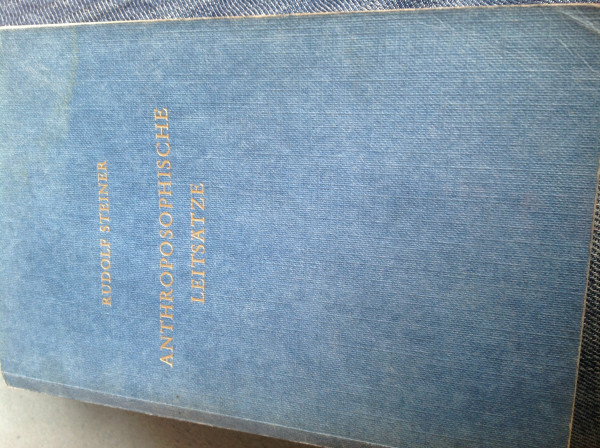 RUDOLF STEINER
ANTHROPOSOPHISCHE
LEITSÄTZE